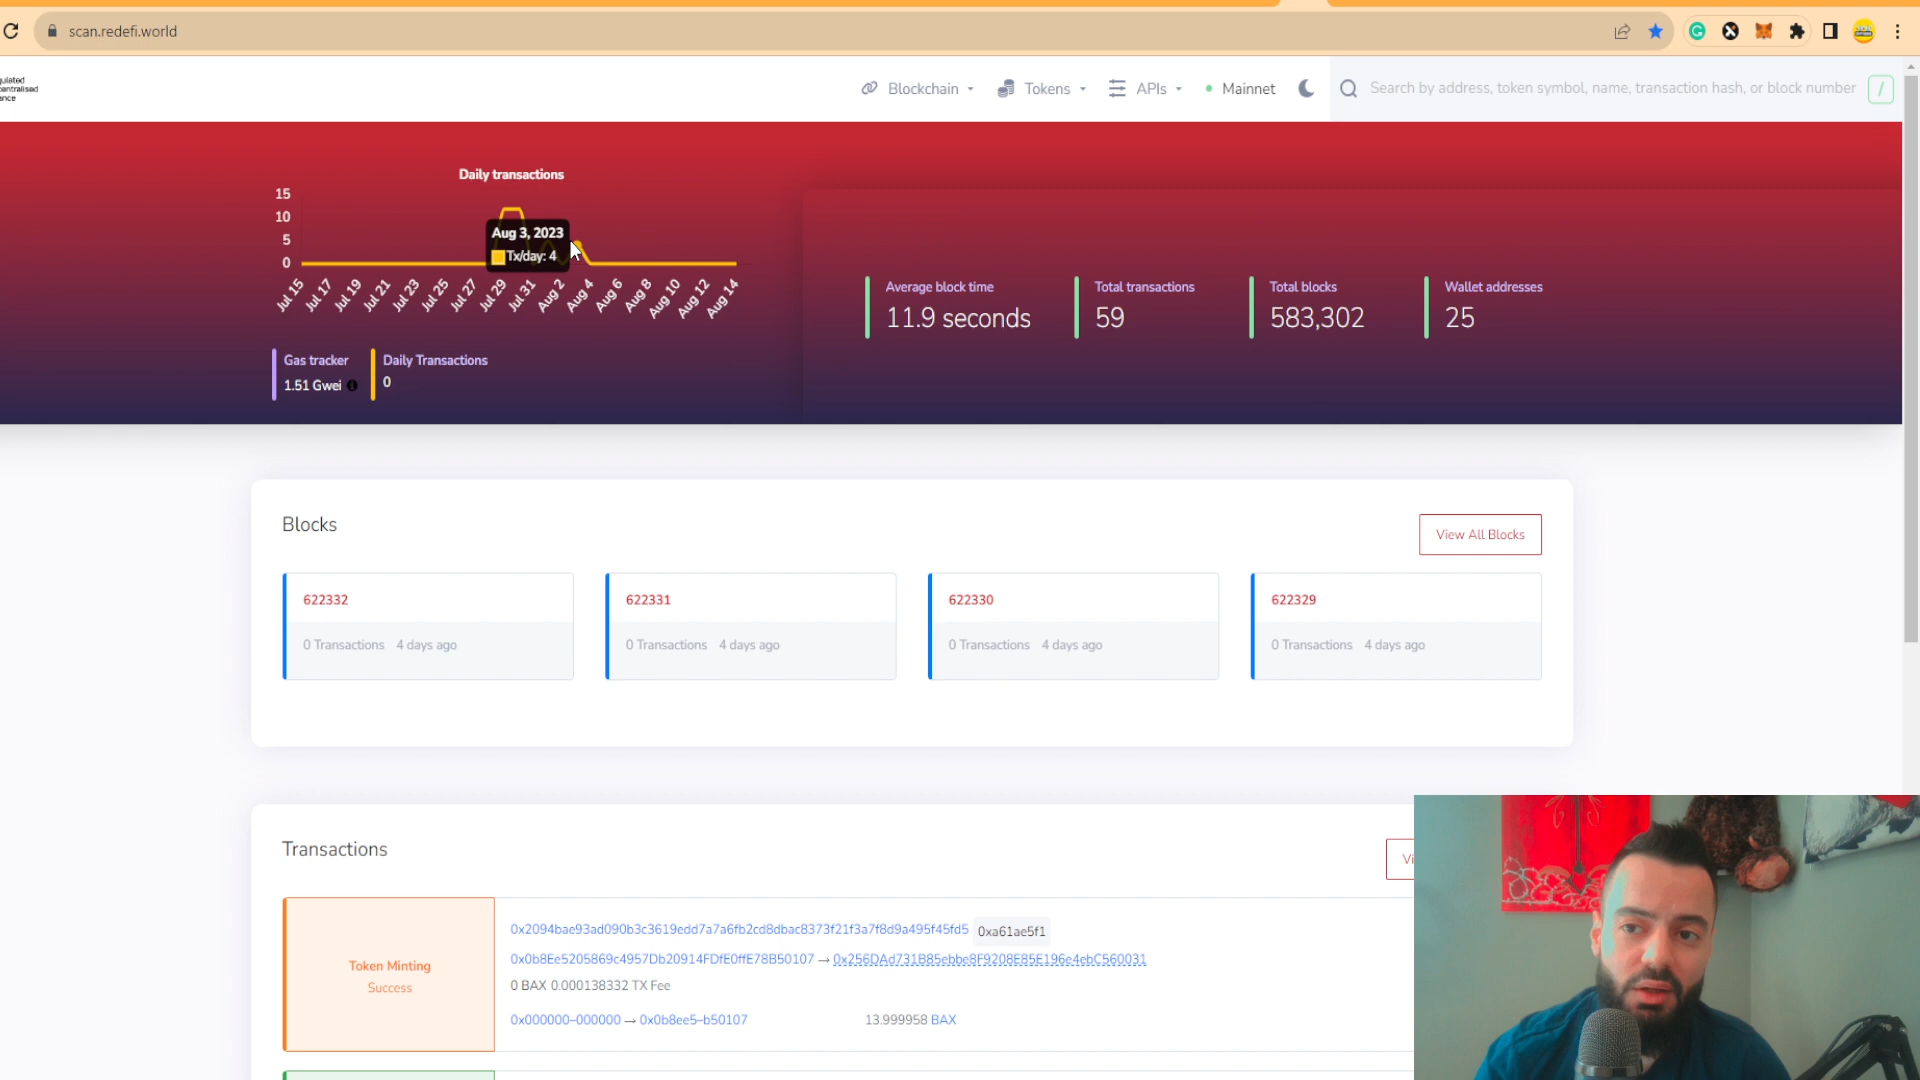 scan.redefi.world
Blockchain
Tokens
APIs
Mainnet
Search by address, token symbol, name, transaction hash, or block number
/
Daily transactions
15
10
5
0
Aug 3, 2023
Tx/day: 4
Jul 15
Jul 17
Jul 19
Jul 21
Jul 23
Jul 25
Jul 27
Jul 29
Jul 31
Aug 2
Aug 4
Aug 6
Aug 8
Aug 10
Aug 12
Aug 14
Gas tracker
1.51 Gwei
Daily Transactions
0
Average block time
11.9 seconds
Total transactions
59
Total blocks
583,302
Wallet addresses
25
Blocks
View All Blocks
622332
0 Transactions 4 days ago
622331
0 Transactions 4 days ago
622330
0 Transactions 4 days ago
622329
0 Transactions 4 days ago
Transactions
Token Minting
Success
0x2094bae93ad090b3c3619edd7a7a6fb2cd8dbac8373f21f3a7f8d9a495f45fd5 0xa61ae5f1
0x0b8Ee5205869c4957Db20914FDfE0ffE78B50107 → 0x256DAd731B85ebbe8F9208E85E196e4ebC560031
0 BAX 0.000138332 TX Fee
0x000000-000000 → 0x0b8ee5-b50107 13.999958 BAX